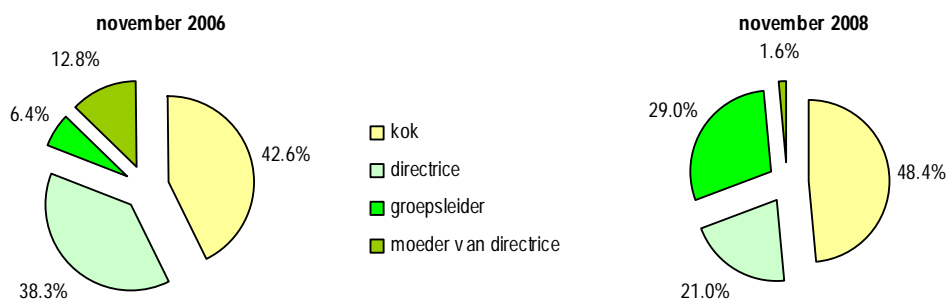 november 2006
12.8%
6.4%
42.6%
38.3%
kok
directrice
groepsleider
moeder van directrice
november 2008
1.6%
29.0%
48.4%
21.0%